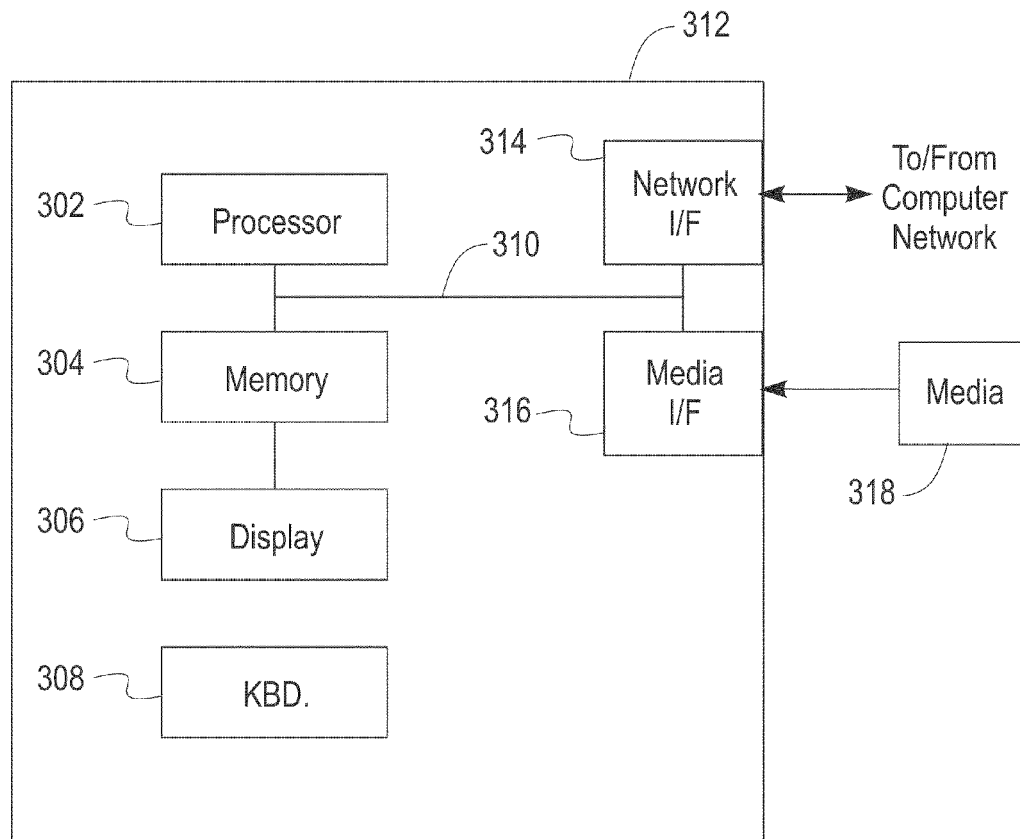 312
314
Network
I/F
To/From
Computer
Network
302
Processor
310
304
Memory
316
Media
I/F
Media
318
306
Display
308
KBD.